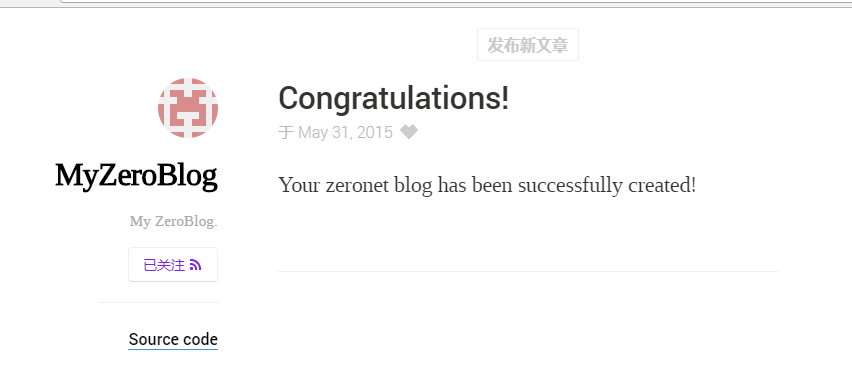 发布新文章
MyZeroBlog
My ZeroBlog.
已关注
Source code
Congratulations!
于 May 31, 2015
Your zeronet blog has been successfully created!